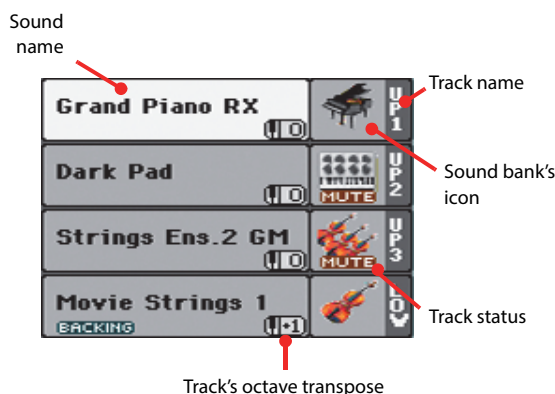 Sound
name
Grand Piano RX
0
UP1
Track name
Dark Pad
0
MUTE
UP2
Sound bank's
icon
Strings Ens.2 GM
0
MUTE
UP3
Movie Strings 1
BACKING
+1
LOW
Track status
Track's octave transpose